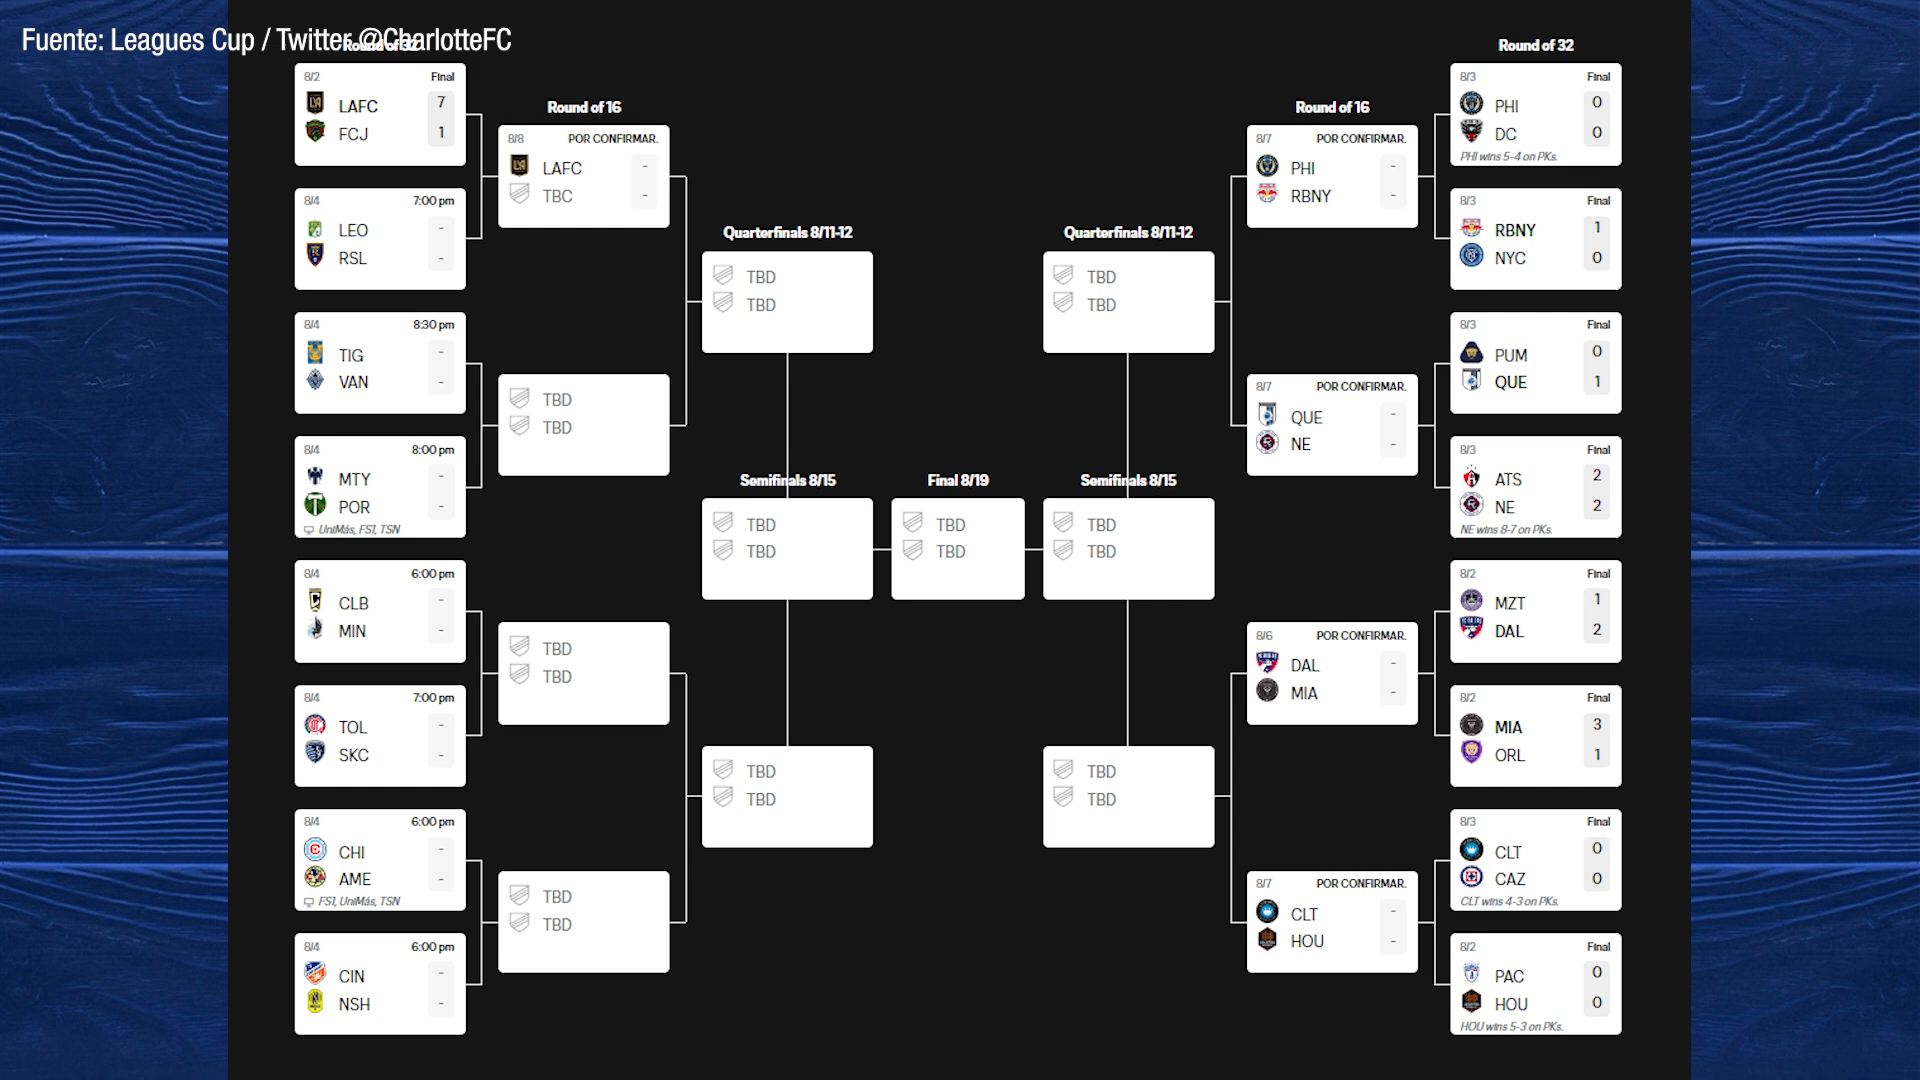 Fuente: Leagues Cup / Twitter @CharlotteFC
Round of 32
8/2 Final
LAFC 7
FCJ 1
8/4 7:00 pm
LEO -
RSL -
8/4 8:30 pm
TIG -
VAN -
8/4 8:00 pm
MTY -
POR -
UniMás, FS1, TSN
8/4 6:00 pm
CLB -
MIN -
8/4 7:00 pm
TOL -
SKC -
8/4 6:00 pm
CHI -
AME -
FS1, UniMás, TSN
8/4 6:00 pm
CIN -
NSH -
Round of 16
8/8 POR CONFIRMAR.
LAFC -
TBC -
TBD
TBD
TBD
TBD
TBD
TBD
Quarterfinals 8/11-12
TBD
TBD
Semifinals 8/15
TBD
TBD
TBD
TBD
Final 8/19
TBD
TBD
Quarterfinals 8/11-12
TBD
TBD
Semifinals 8/15
TBD
TBD
TBD
TBD
Round of 16
8/7 POR CONFIRMAR.
PHI -
RBNY -
8/7 POR CONFIRMAR.
QUE -
NE -
8/6 POR CONFIRMAR.
DAL -
MIA -
8/7 POR CONFIRMAR.
CLT -
HOU -
Round of 32
8/3 Final
PHI 0
DC 0
PHI wins 5-4 on PKs.
8/3 Final
RBNY 1
NYC 0
8/3 Final
PUM 0
QUE 1
8/3 Final
ATS 2
NE 2
NE wins 8-7 on PKs.
8/2 Final
MZT 1
DAL 2
8/2 Final
MIA 3
ORL 1
8/3 Final
CLT 0
CAZ 0
CLT wins 4-3 on PKs.
8/2 Final
PAC 0
HOU 0
HOU wins 5-3 on PKs.